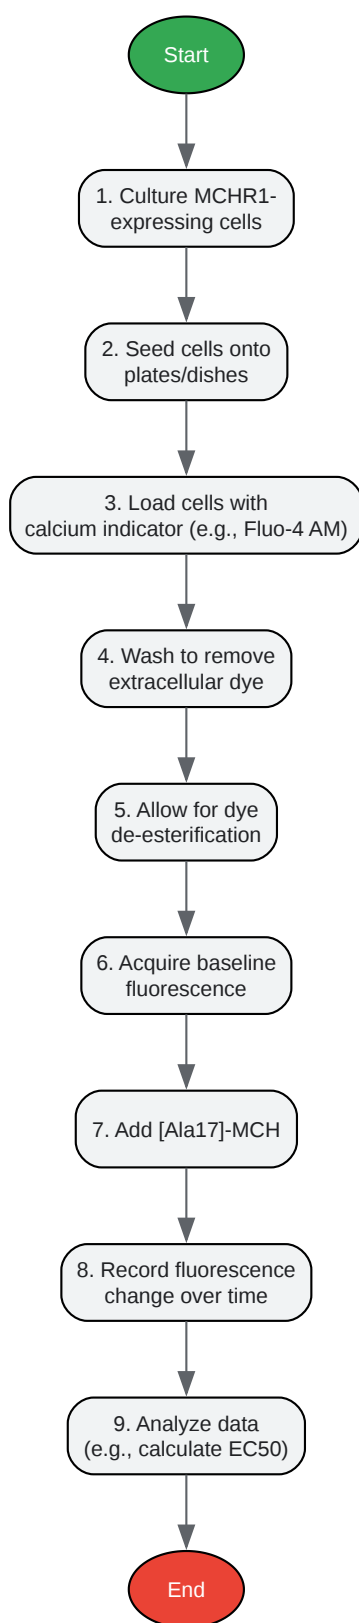 Start
1. Culture MCHR1-
expressing cells
2. Seed cells onto
plates/dishes
3. Load cells with
calcium indicator (e.g., Fluo-4 AM)
4. Wash to remove
extracellular dye
5. Allow for dye
de-esterification
6. Acquire baseline
fluorescence
7. Add [Ala17]-MCH
8. Record fluorescence
change over time
9. Analyze data
(e.g., calculate EC50)
End